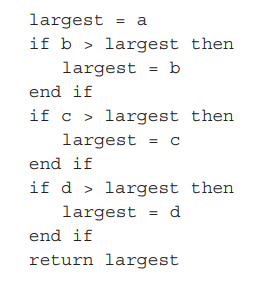 largest = a
if b > largest then
   largest = b
end if
if c > largest then
   largest = c
end if
if d > largest then
   largest = d
end if
return largest